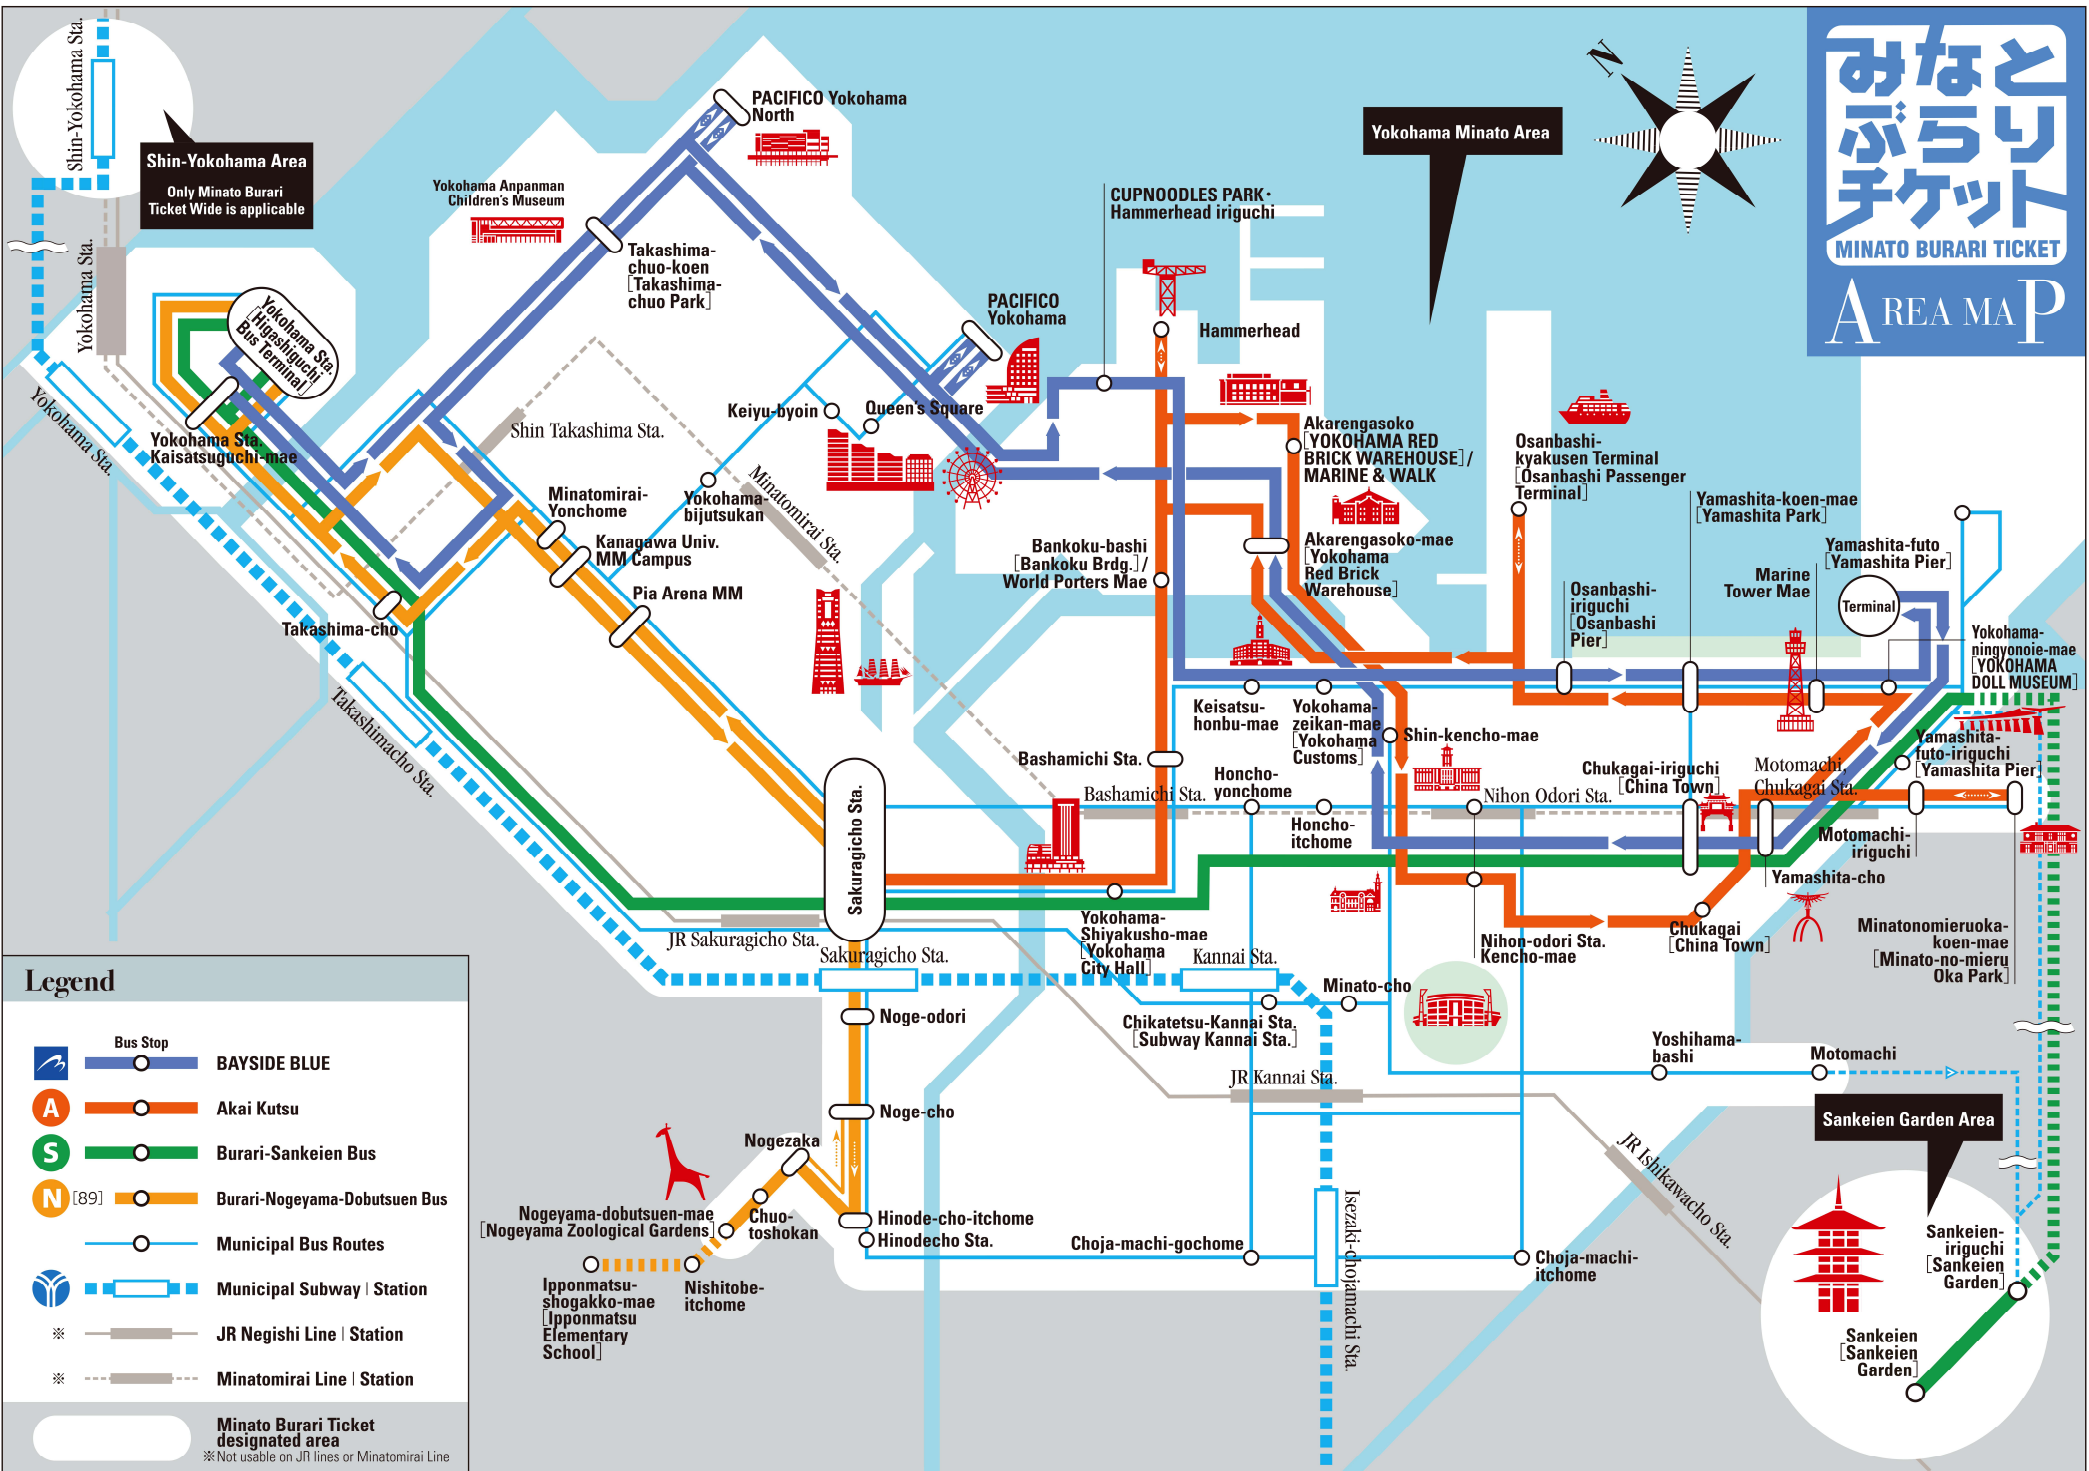 みなと
ぶらり
チケット
MINATO BURARI TICKET
AREA MAP
N
Shin-Yokohama Sta.
Shin-Yokohama Area
Only Minato Burari
Ticket Wide is applicable
Yokohama Sta.
Yokohama Sta.
[Higashiguchi
Bus Terminal]
Yokohama Sta.
Kaisatsuguchi-mae
Yokohama Sta.
Takashimacho Sta.
Takashima-cho
Yokohama Anpanman
Children's Museum
Takashima-
chuo-koen
[Takashima-
chuo Park]
PACIFICO Yokohama
North
Shin Takashima Sta.
Minatomirai-
Yonchome
Kanagawa Univ.
MM Campus
Pia Arena MM
Keiyu-byoin
Queen's Square
Yokohama-
bijutsukan
Minatomirai Sta.
PACIFICO
Yokohama
CUPNOODLES PARK・
Hammerhead iriguchi
Hammerhead
Yokohama Minato Area
Akarengasoko
[YOKOHAMA RED
BRICK WAREHOUSE]/
MARINE & WALK
Akarengasoko-mae
[Yokohama
Red Brick
Warehouse]
Bankoku-bashi
[Bankoku Brdg.]/
World Porters Mae
Osanbashi-
kyakusen Terminal
[Osanbashi Passenger
Terminal]
Osanbashi-
iriguchi
[Osanbashi
Pier]
Yamashita-koen-mae
[Yamashita Park]
Marine
Tower Mae
Yamashita-futo
[Yamashita Pier]
Terminal
Yokohama-
ningyonoie-mae
[YOKOHAMA
DOLL MUSEUM]
Yamashita-
futo-iriguchi
[Yamashita Pier]
Keisatsu-
honbu-mae
Yokohama-
zeikan-mae
[Yokohama
Customs]
Shin-kencho-mae
Bashamichi Sta.
Bashamichi Sta.
Honcho-
yonchome
Honcho-
itchome
Nihon Odori Sta.
Chukagai-iriguchi
[China Town]
Motomachi,
Chukagai Sta.
Motomachi-
iriguchi
Yamashita-cho
Chukagai
[China Town]
Nihon-odori Sta.
Kencho-mae
Minatonomieruoka-
koen-mae
[Minato-no-mieru
Oka Park]
Sakuragicho Sta.
JR Sakuragicho Sta.
Sakuragicho Sta.
Yokohama-
Shiyakusho-mae
[Yokohama
City Hall]
Kannai Sta.
Minato-cho
Chikatetsu-Kannai Sta.
[Subway Kannai Sta.]
JR Kannai Sta.
Yoshihama-
bashi
Motomachi
JR Ishikawacho Sta.
Noge-odori
Noge-cho
Nogezaka
Nogeyama-dobutsuen-mae
[Nogeyama Zoological Gardens]
Chuo-
toshokan
Hinode-cho-itchome
Hinodecho Sta.
Ipponmatsu-
shogakko-mae
[Ipponmatsu
Elementary
School]
Nishitobe-
itchome
Choja-machi-gochome
Isezaki-chojamachi Sta.
Choja-machi-
itchome
Sankeien Garden Area
Sankeien-
iriguchi
[Sankeien
Garden]
Sankeien
[Sankeien
Garden]
Legend
Bus Stop
BAYSIDE BLUE
A
Akai Kutsu
S
Burari-Sankeien Bus
N [89]
Burari-Nogeyama-Dobutsuen Bus
Municipal Bus Routes
Municipal Subway | Station
※ JR Negishi Line | Station
※ Minatomirai Line | Station
Minato Burari Ticket
designated area
※Not usable on JR lines or Minatomirai Line